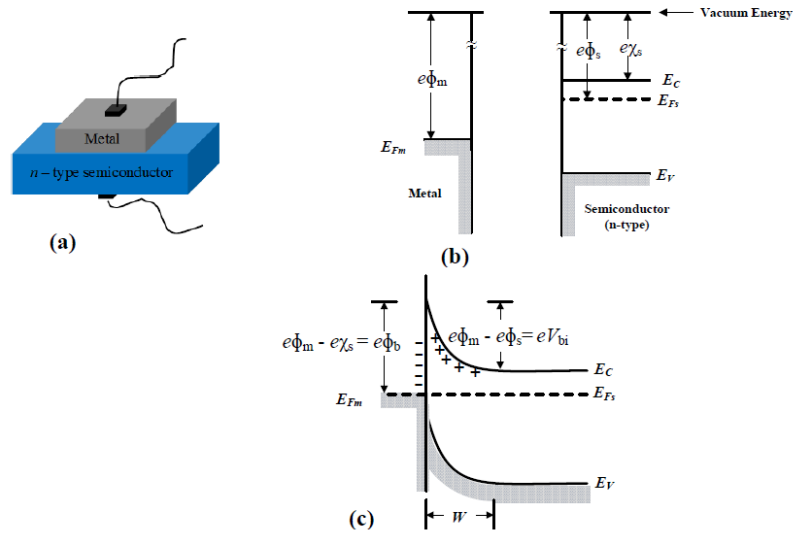 Metal
n – type semiconductor
(a)
Vacuum Energy
eϕm
eϕs
eχs
EC
EFs
EFm
EV
Metal
Semiconductor
(n-type)
(b)
eϕm - eχs = eϕb
eϕm - eϕs= eVbi
- - - - -
+ + + + + +
EC
EFm
EFs
EV
W
(c)